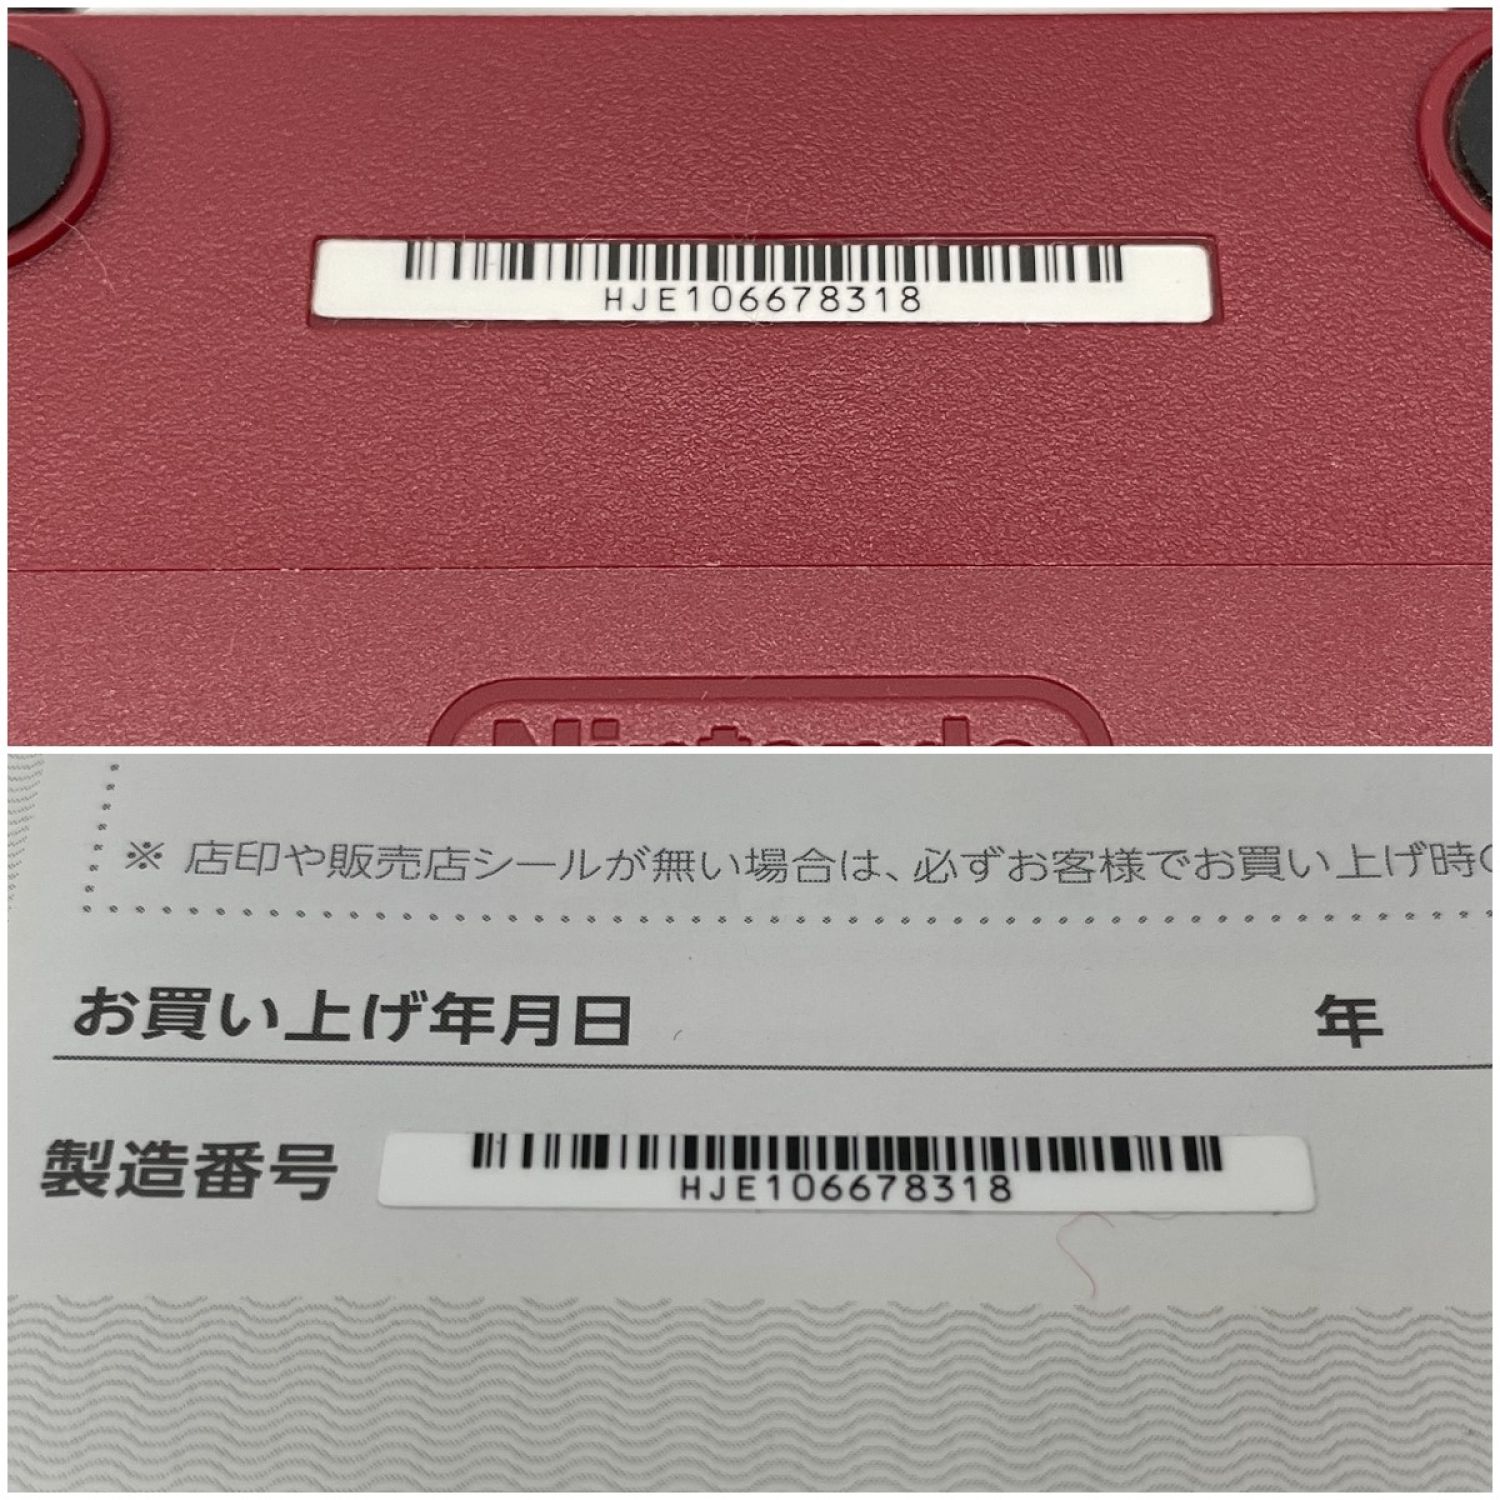 HJE106678318
Nintendo
※ 店印や販売店シールが無い場合は、必ずお客様でお買い上げ時の
お買い上げ年月日 年
製造番号 HJE106678318